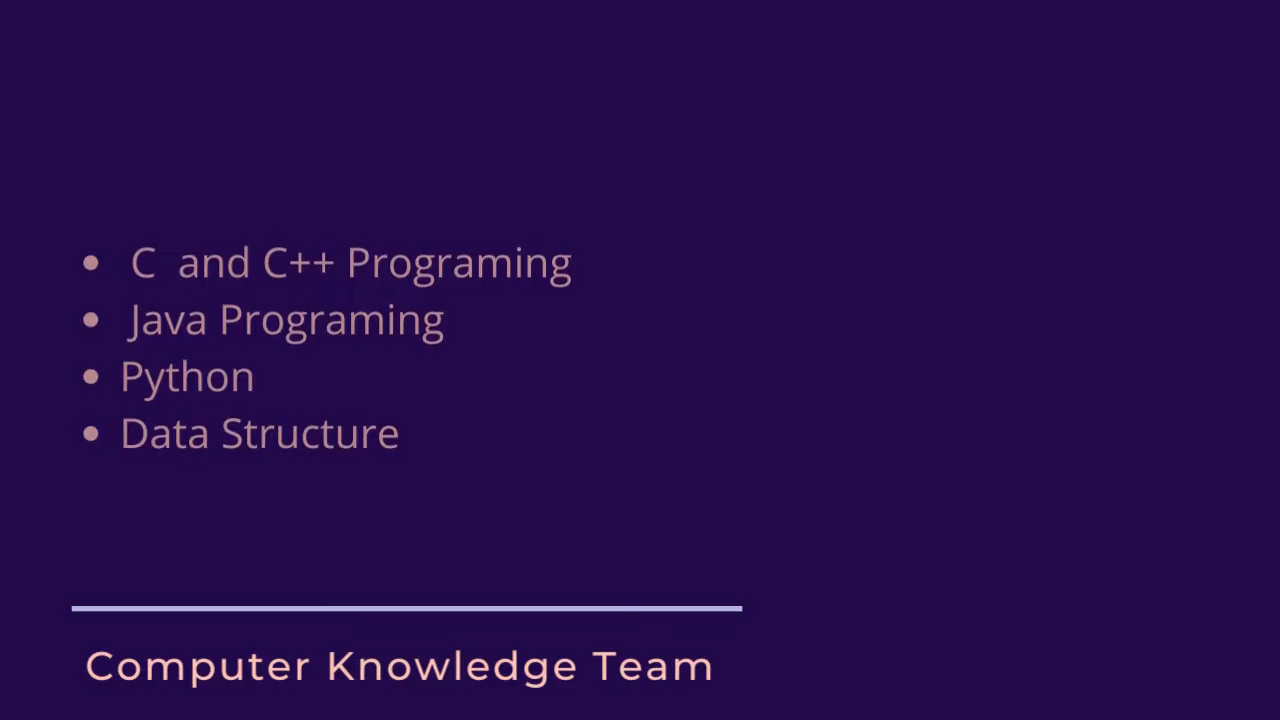 • C and C++ Programing
• Java Programing
• Python
• Data Structure
Computer Knowledge Team